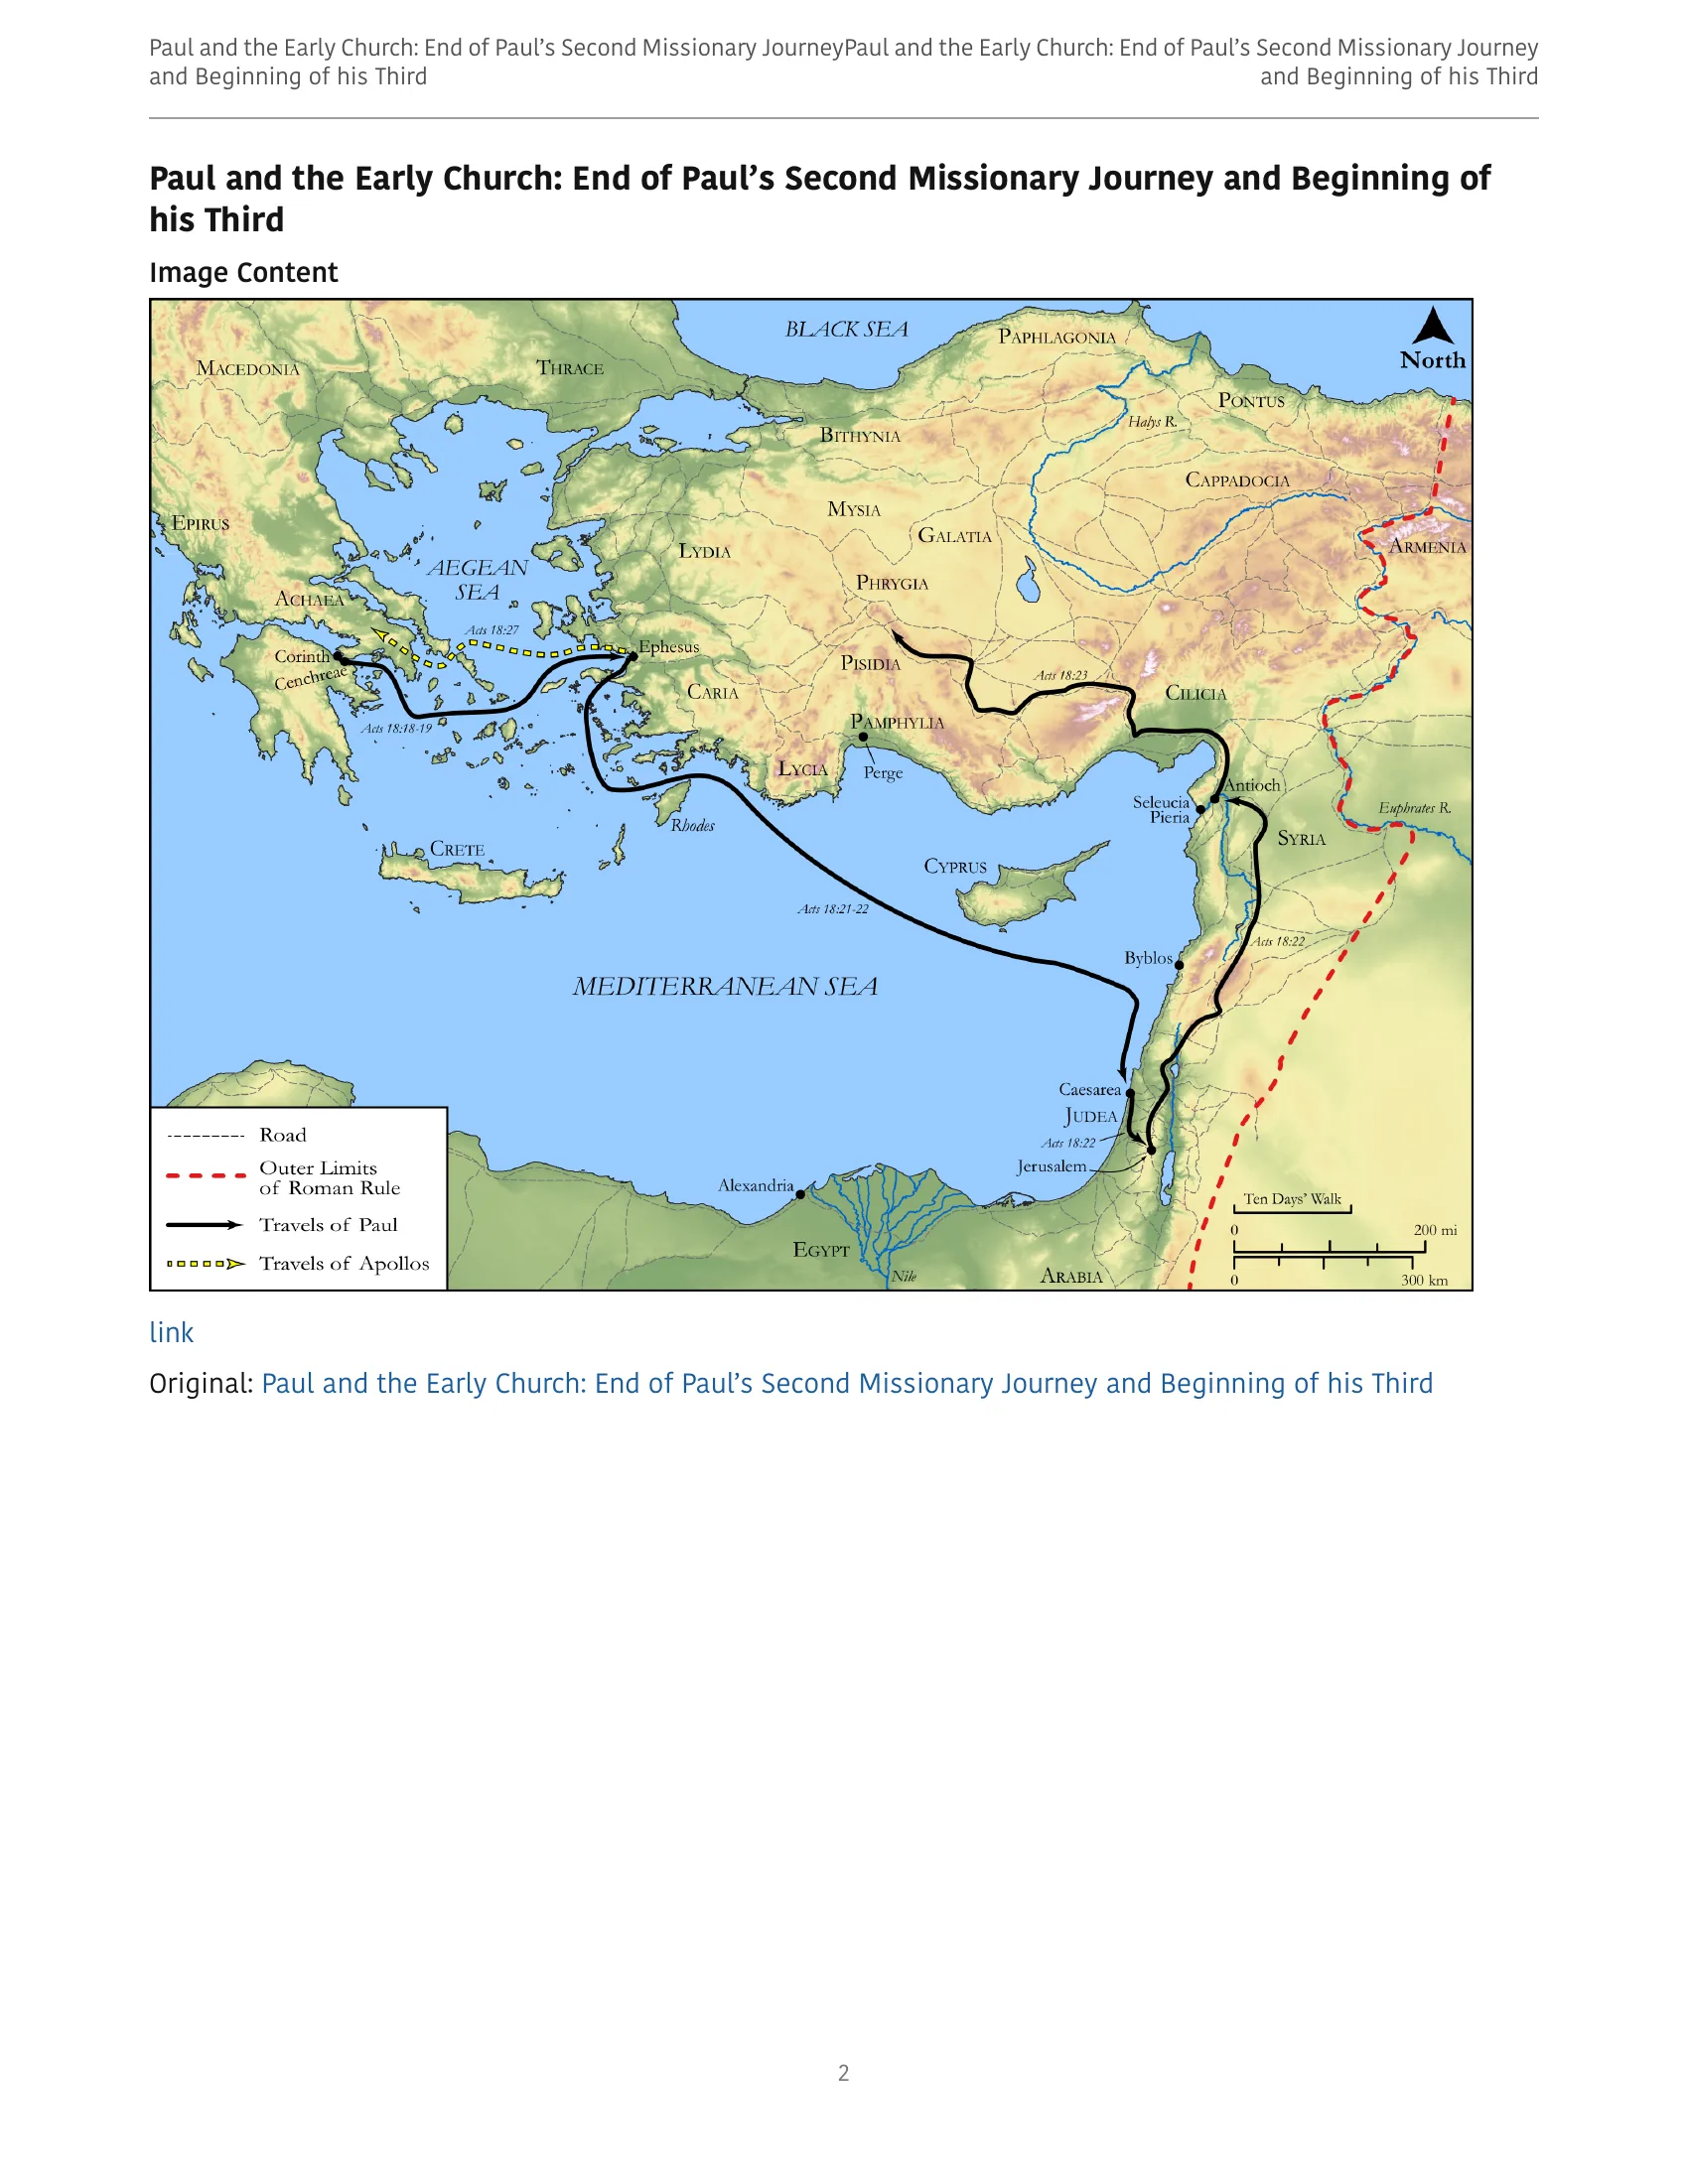 Paul and the Early Church: End of Paul’s Second Missionary JourneyPaul and the Early Church: End of Paul’s Second Missionary Journey
and Beginning of his Third
and Beginning of his Third
Paul and the Early Church: End of Paul’s Second Missionary Journey and Beginning of
his Third
Image Content
BLACK SEA
PAPHLAGONIA
North
MACEDONIA
THRACE
PONTUS
Halys R.
BITHYNIA
CAPPADOCIA
MYSIA
EPIRUS
GALATIA
ARMENIA
LYDIA
AEGEAN
SEA
PHRYGIA
ACHAEA
Acts 18:27
Ephesus
Corinth
Cenchreae
PISIDIA
Acts 18:23
CARIA
CILICIA
Acts 18:18-19
PAMPHYLIA
LYCIA
Perge
Antioch
Seleucia
Pieria
Euphrates R.
Rhodes
SYRIA
CRETE
CYPRUS
Acts 18:21-22
Acts 18:22
Byblos
MEDITERRANEAN SEA
Caesarea
JUDEA
Acts 18:22
Jerusalem
Alexandria
EGYPT
Nile
ARABIA
Road
Outer Limits
of Roman Rule
Travels of Paul
Travels of Apollos
Ten Days’ Walk
0 200 mi
0 300 km
link
Original: Paul and the Early Church: End of Paul’s Second Missionary Journey and Beginning of his Third
2